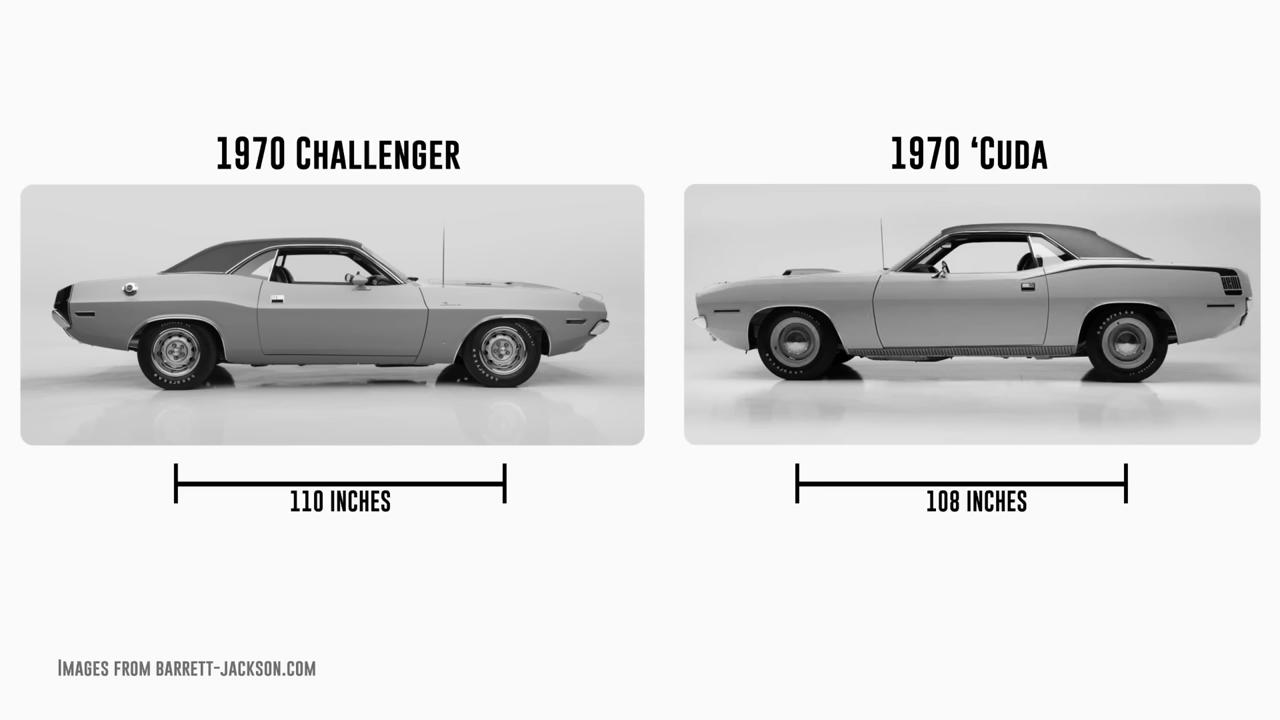 1970 Challenger
1970 ‘Cuda
110 INCHES
108 INCHES
Images from barrett-jackson.com